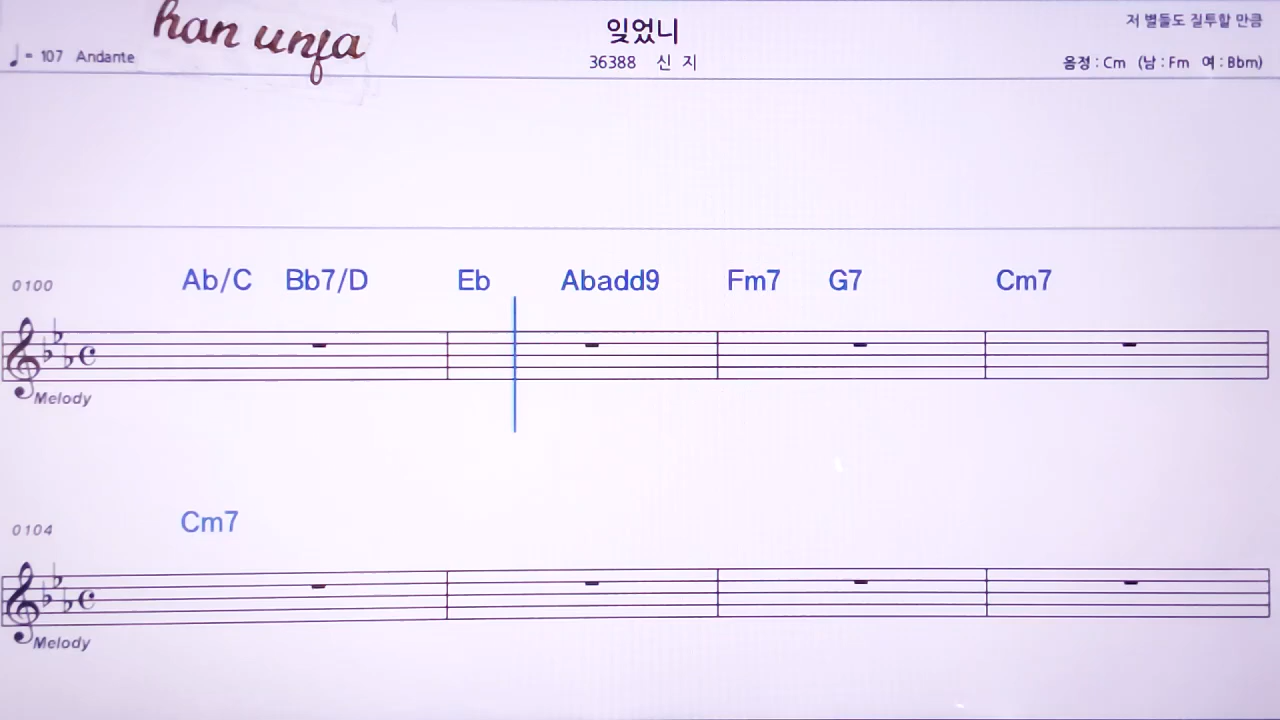 han unja
잊었니
저 별들도 질투할 만큼
♩= 107 Andante
36388 신 지
음정 : Cm (남 : Fm 여 : Bbm)
0100 Ab/C Bb7/D Eb Abadd9 Fm7 G7 Cm7
Melody
0104 Cm7
Melody